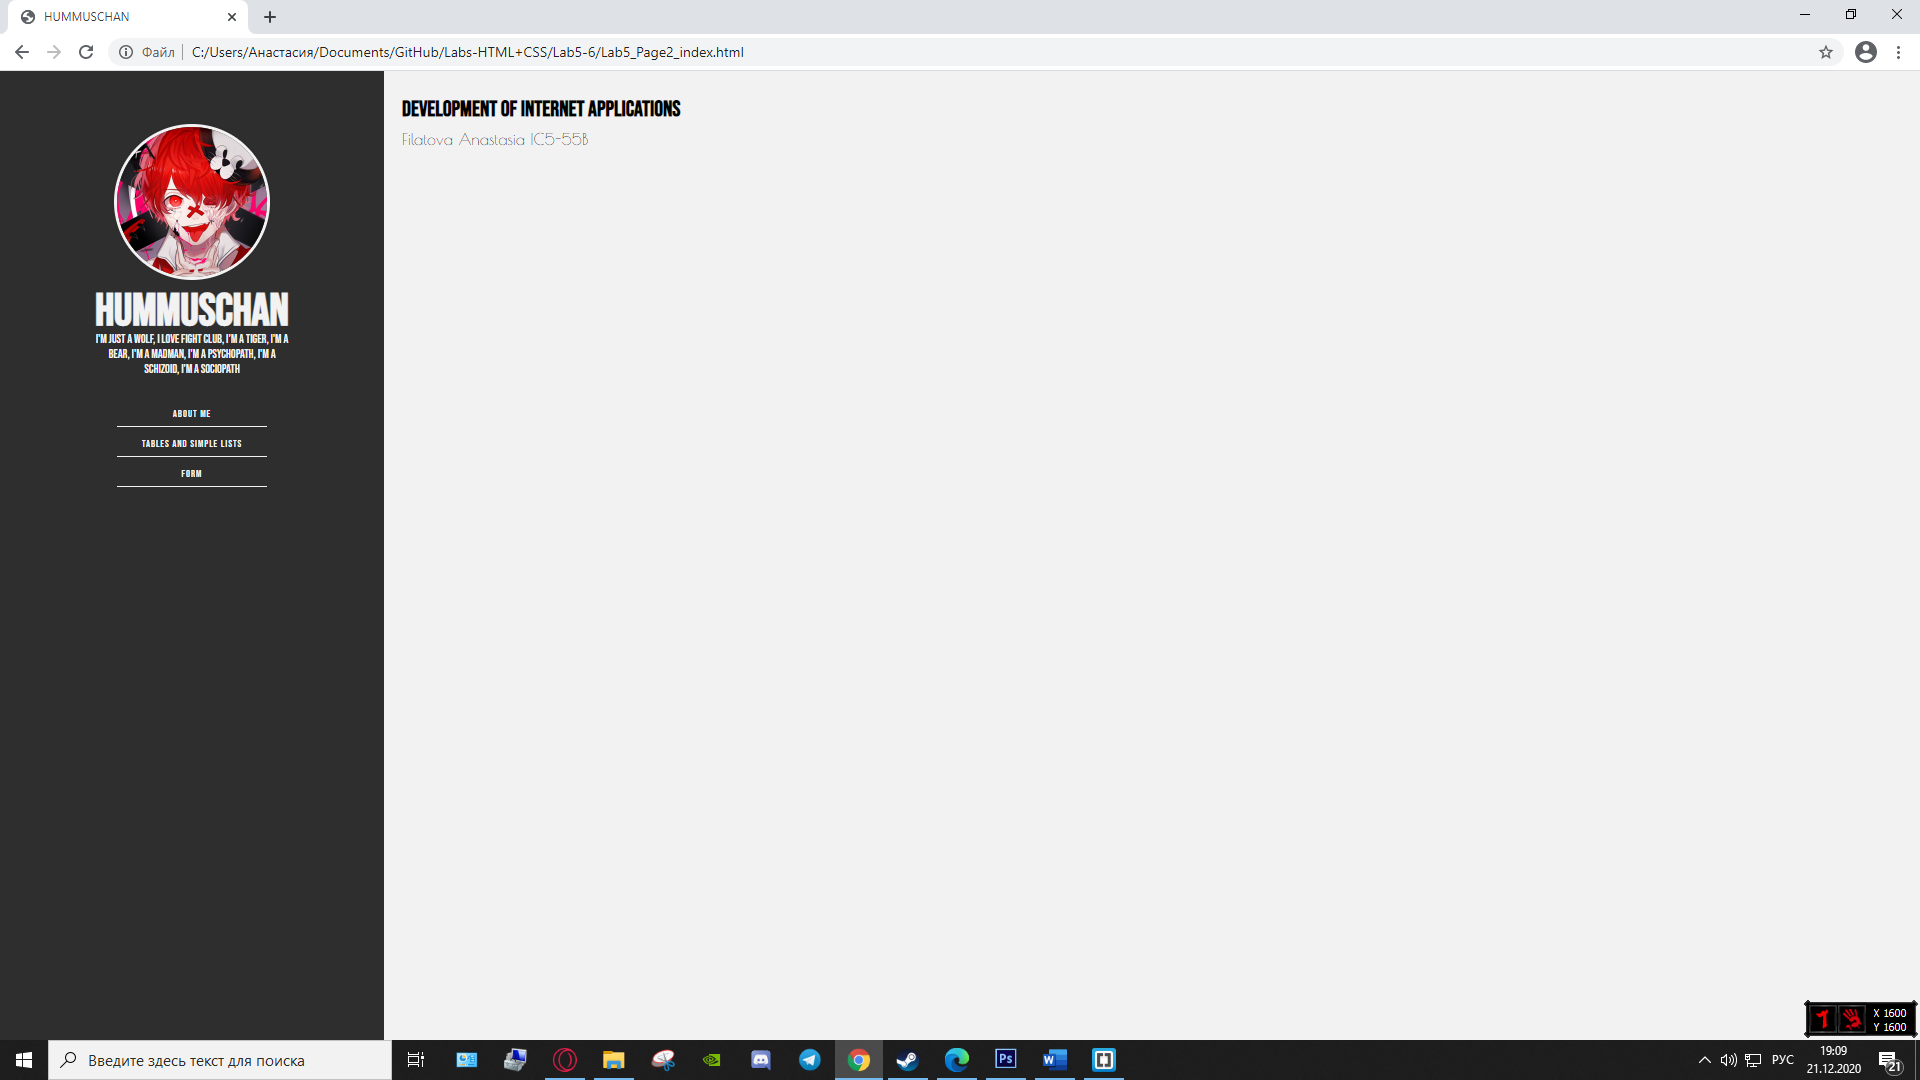 HUMMUSCHAN
Файл
C:/Users/Анастасия/Documents/GitHub/Labs-HTML+CSS/Lab5-6/Lab5_Page2_index.html
HUMMUSCHAN
I'M JUST A WOLF, I LOVE FIGHT CLUB, I'M A TIGER, I'M A
BEAR, I'M A MADMAN, I'M A PSYCHOPATH, I'M A
SCHIZOID, I'M A SOCIOPATH
ABOUT ME
TABLES AND SIMPLE LISTS
FORM
DEVELOPMENT OF INTERNET APPLICATIONS
Filatova Anastasia IC5-55B
X 1600
Y 1600
Введите здесь текст для поиска
Ps
W
РУС
19:09
21.12.2020
21